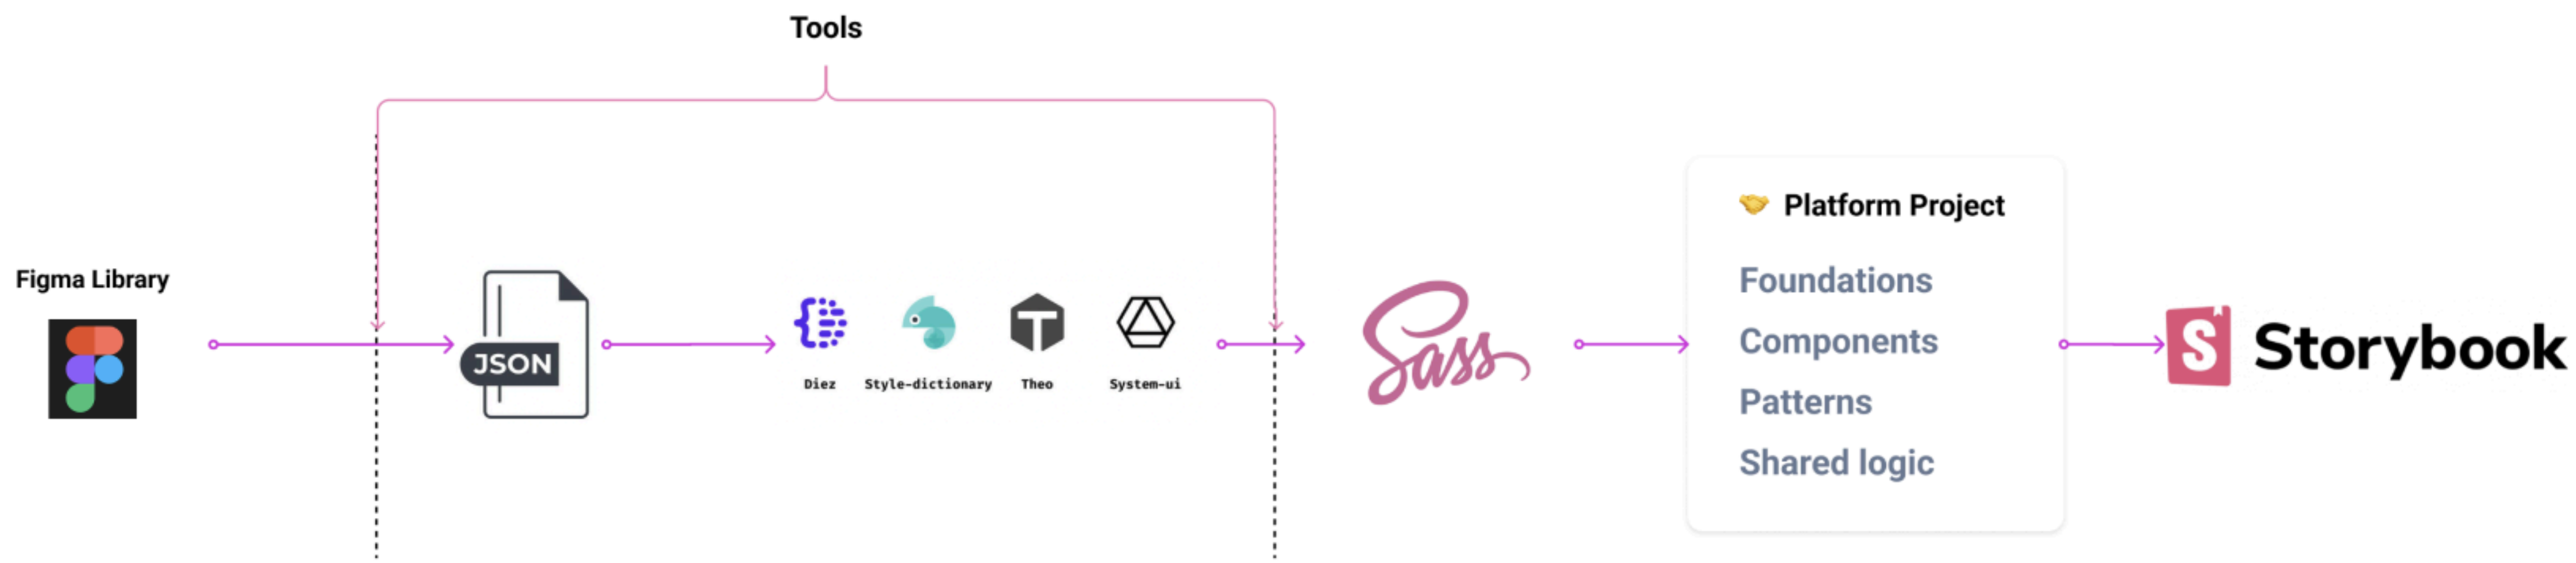 Tools
Figma Library
JSON
Diez
Style-dictionary
Theo
System-ui
Sass
🤝 Platform Project
Foundations
Components
Patterns
Shared logic
S Storybook